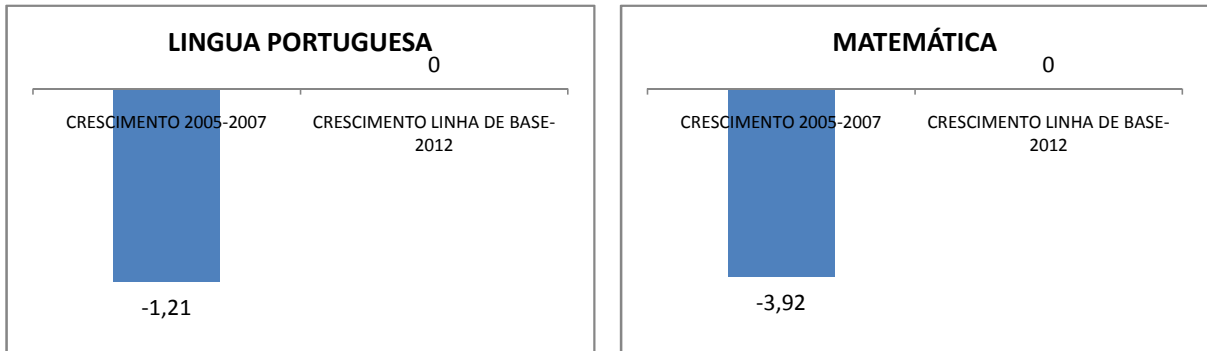 LINGUA PORTUGUESA
0
CRESCIMENTO 2005-2007
CRESCIMENTO LINHA DE BASE-
2012
-1,21
MATEMÁTICA
0
CRESCIMENTO 2005-2007
CRESCIMENTO LINHA DE BASE-
2012
-3,92